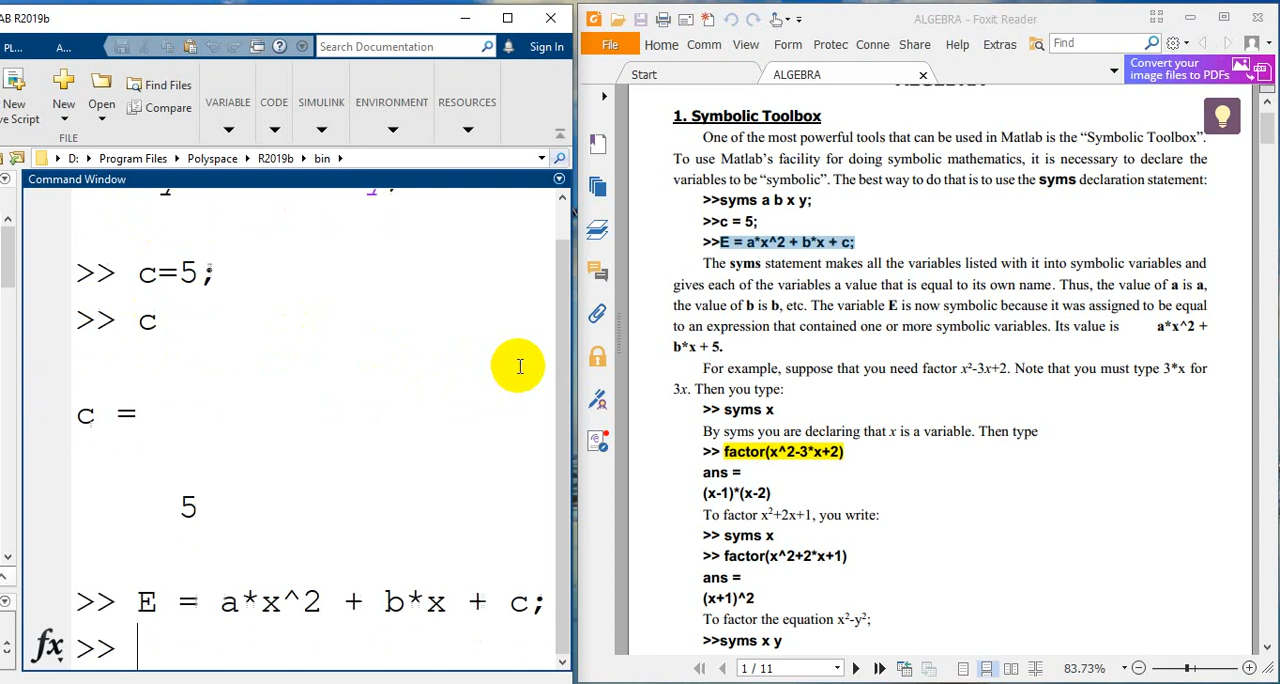 AB R2019b
PL...
A...
Search Documentation
Sign In
New
ve Script
New
Open
Find Files
Compare
FILE
VARIABLE
CODE
SIMULINK
ENVIRONMENT
RESOURCES
D:
Program Files
Polyspace
R2019b
bin
Command Window
>> c=5;
>> c
c =
5
>> E = a*x^2 + b*x + c;
fx >>
ALGEBRA - Foxit Reader
File
Home
Comm
View
Form
Protec
Conne
Share
Help
Extras
Find
Start
ALGEBRA
Convert your
image files to PDFs
1. Symbolic Toolbox
One of the most powerful tools that can be used in Matlab is the “Symbolic Toolbox”.
To use Matlab’s facility for doing symbolic mathematics, it is necessary to declare the
variables to be “symbolic”. The best way to do that is to use the syms declaration statement:
>>syms a b x y;
>>c = 5;
>>E = a*x^2 + b*x + c;
The syms statement makes all the variables listed with it into symbolic variables and
gives each of the variables a value that is equal to its own name. Thus, the value of a is a,
the value of b is b, etc. The variable E is now symbolic because it was assigned to be equal
to an expression that contained one or more symbolic variables. Its value is a*x^2 +
b*x + 5.
For example, suppose that you need factor x²-3x+2. Note that you must type 3*x for
3x. Then you type:
>> syms x
By syms you are declaring that x is a variable. Then type
>> factor(x^2-3*x+2)
ans =
(x-1)*(x-2)
To factor x²+2x+1, you write:
>> syms x
>> factor(x^2+2*x+1)
ans =
(x+1)^2
To factor the equation x²-y²;
>>syms x y
1 / 11
83.73%